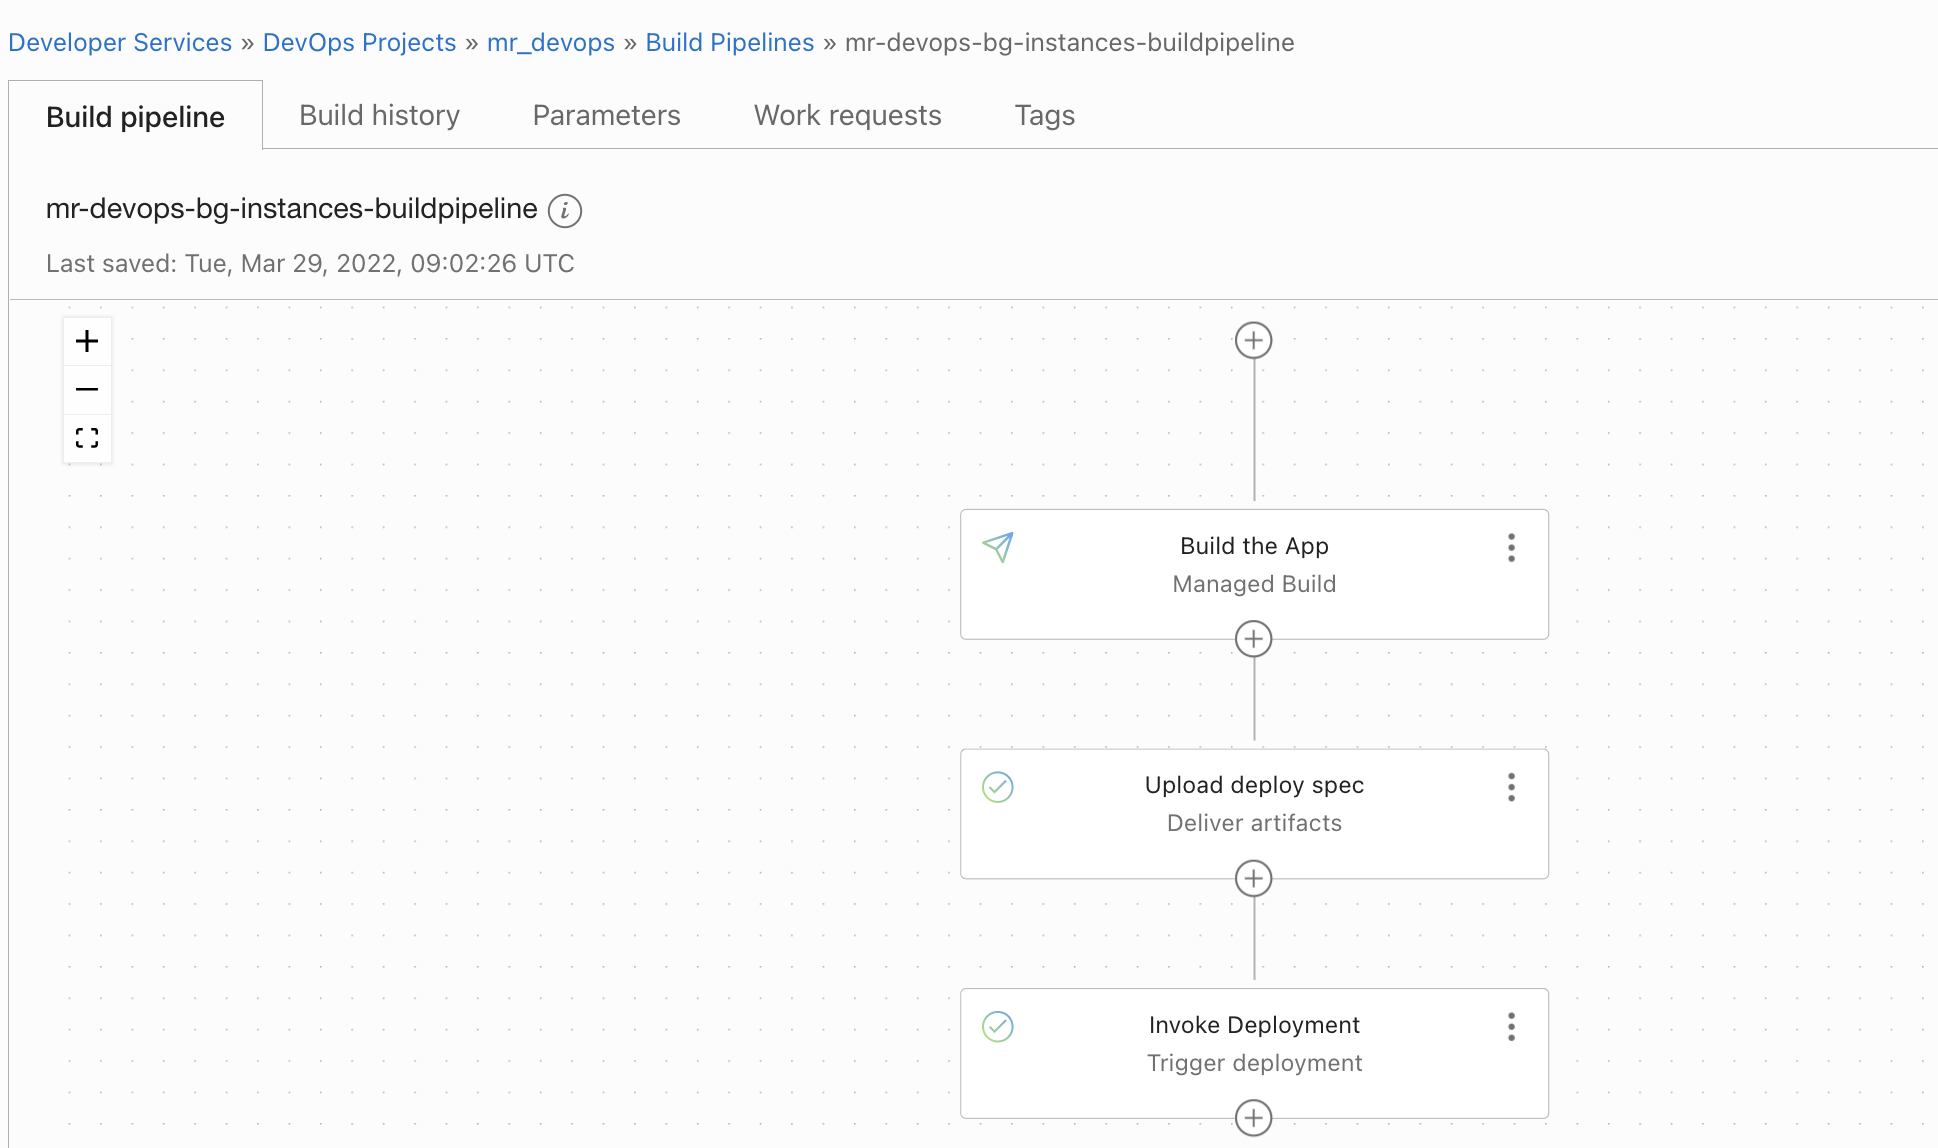 Developer Services » DevOps Projects » mr_devops » Build Pipelines » mr-devops-bg-instances-buildpipeline
Build pipeline Build history Parameters Work requests Tags
mr-devops-bg-instances-buildpipeline i
Last saved: Tue, Mar 29, 2022, 09:02:26 UTC
Build the App
Managed Build
Upload deploy spec
Deliver artifacts
Invoke Deployment
Trigger deployment